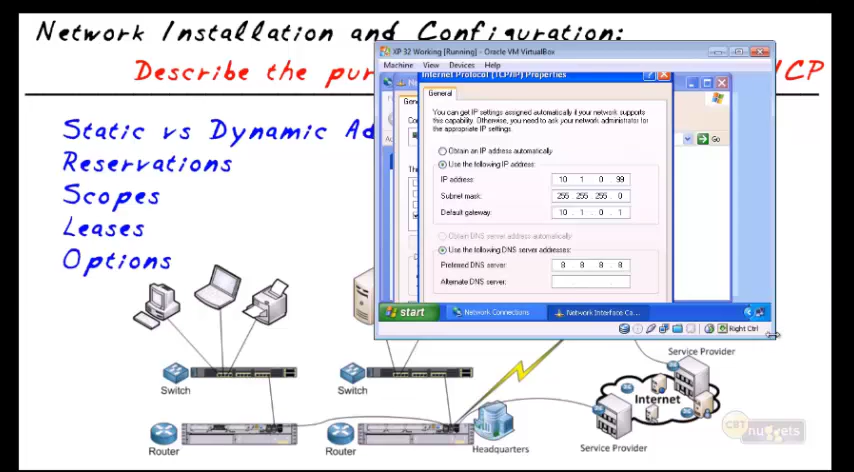 Network Installation and Configuration:
Describe the pur
CP
Static vs Dynamic Ad
Reservations
Scopes
Leases
Options
XP 32 Working [Running] - Oracle VM VirtualBox
Machine View Devices Help
Internet Protocol (TCP/IP) Properties
General
You can get IP settings assigned automatically if your network supports
this capability. Otherwise, you need to ask your network administrator for
the appropriate IP settings.
Obtain an IP address automatically
Use the following IP address:
IP address: 10 . 1 . 0 . 99
Subnet mask: 255 . 255 . 255 . 0
Default gateway: 10 . 1 . 0 . 1
Obtain DNS server address automatically
Use the following DNS server addresses:
Preferred DNS server: 8 . 8 . 8 . 8
Alternate DNS server: . . .
Go
start
Network Connections
Network Interface Ca...
Right Ctrl
Switch
Switch
Router
Router
Headquarters
Service Provider
Internet
Service Provider
CBT
nuggets